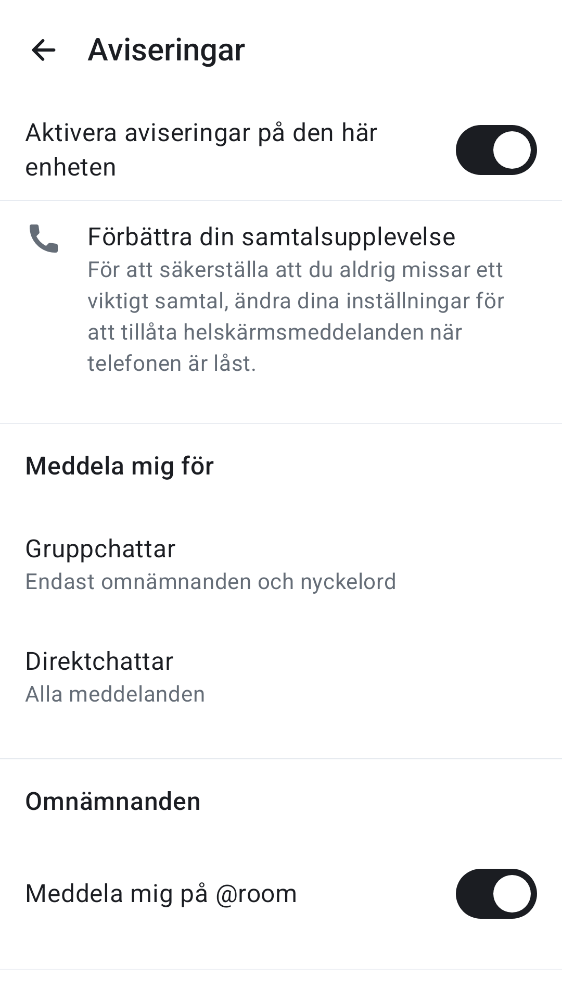 Aviseringar
Aktivera aviseringar på den här
enheten
Förbättra din samtalsupplevelse
För att säkerställa att du aldrig missar ett
viktigt samtal, ändra dina inställningar för
att tillåta helskärmsmeddelanden när
telefonen är låst.
Meddela mig för
Gruppchattar
Endast omnämnanden och nyckelord
Direktchattar
Alla meddelanden
Omnämnanden
Meddela mig på @room